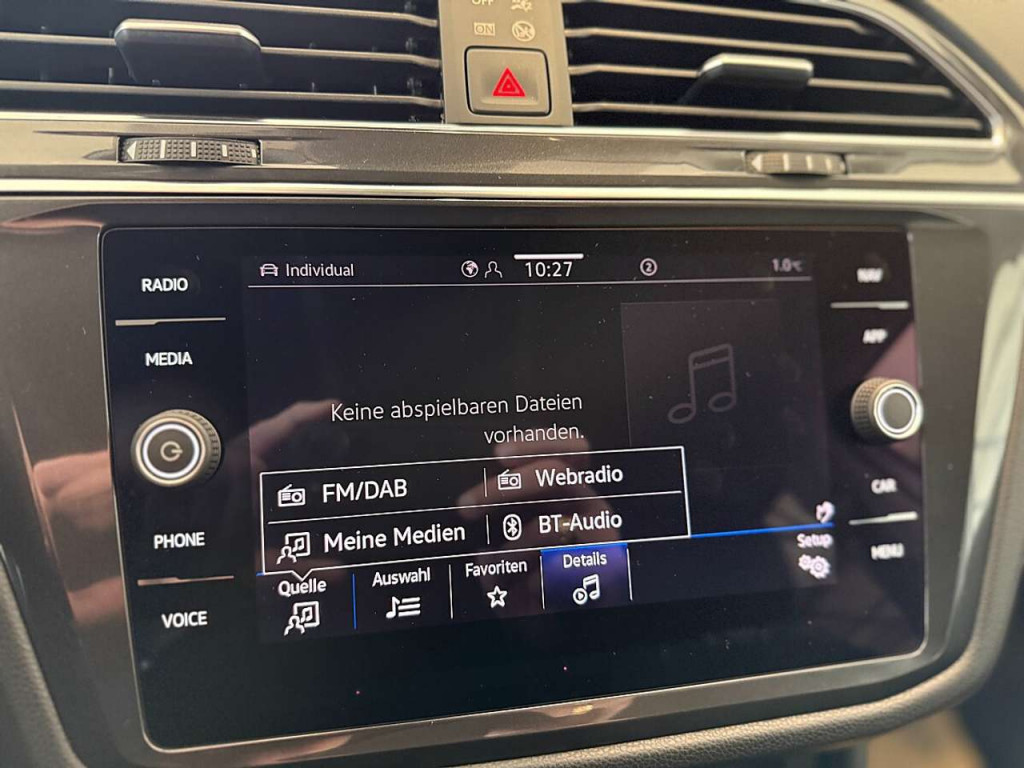 OFF
ON
RADIO
Individual
10:27
2
1.0°C
NAV
MEDIA
APP
Keine abspielbaren Dateien
vorhanden.
FM/DAB
Webradio
CAR
Meine Medien
BT-Audio
PHONE
Quelle
Auswahl
Favoriten
Details
Setup
MENU
VOICE